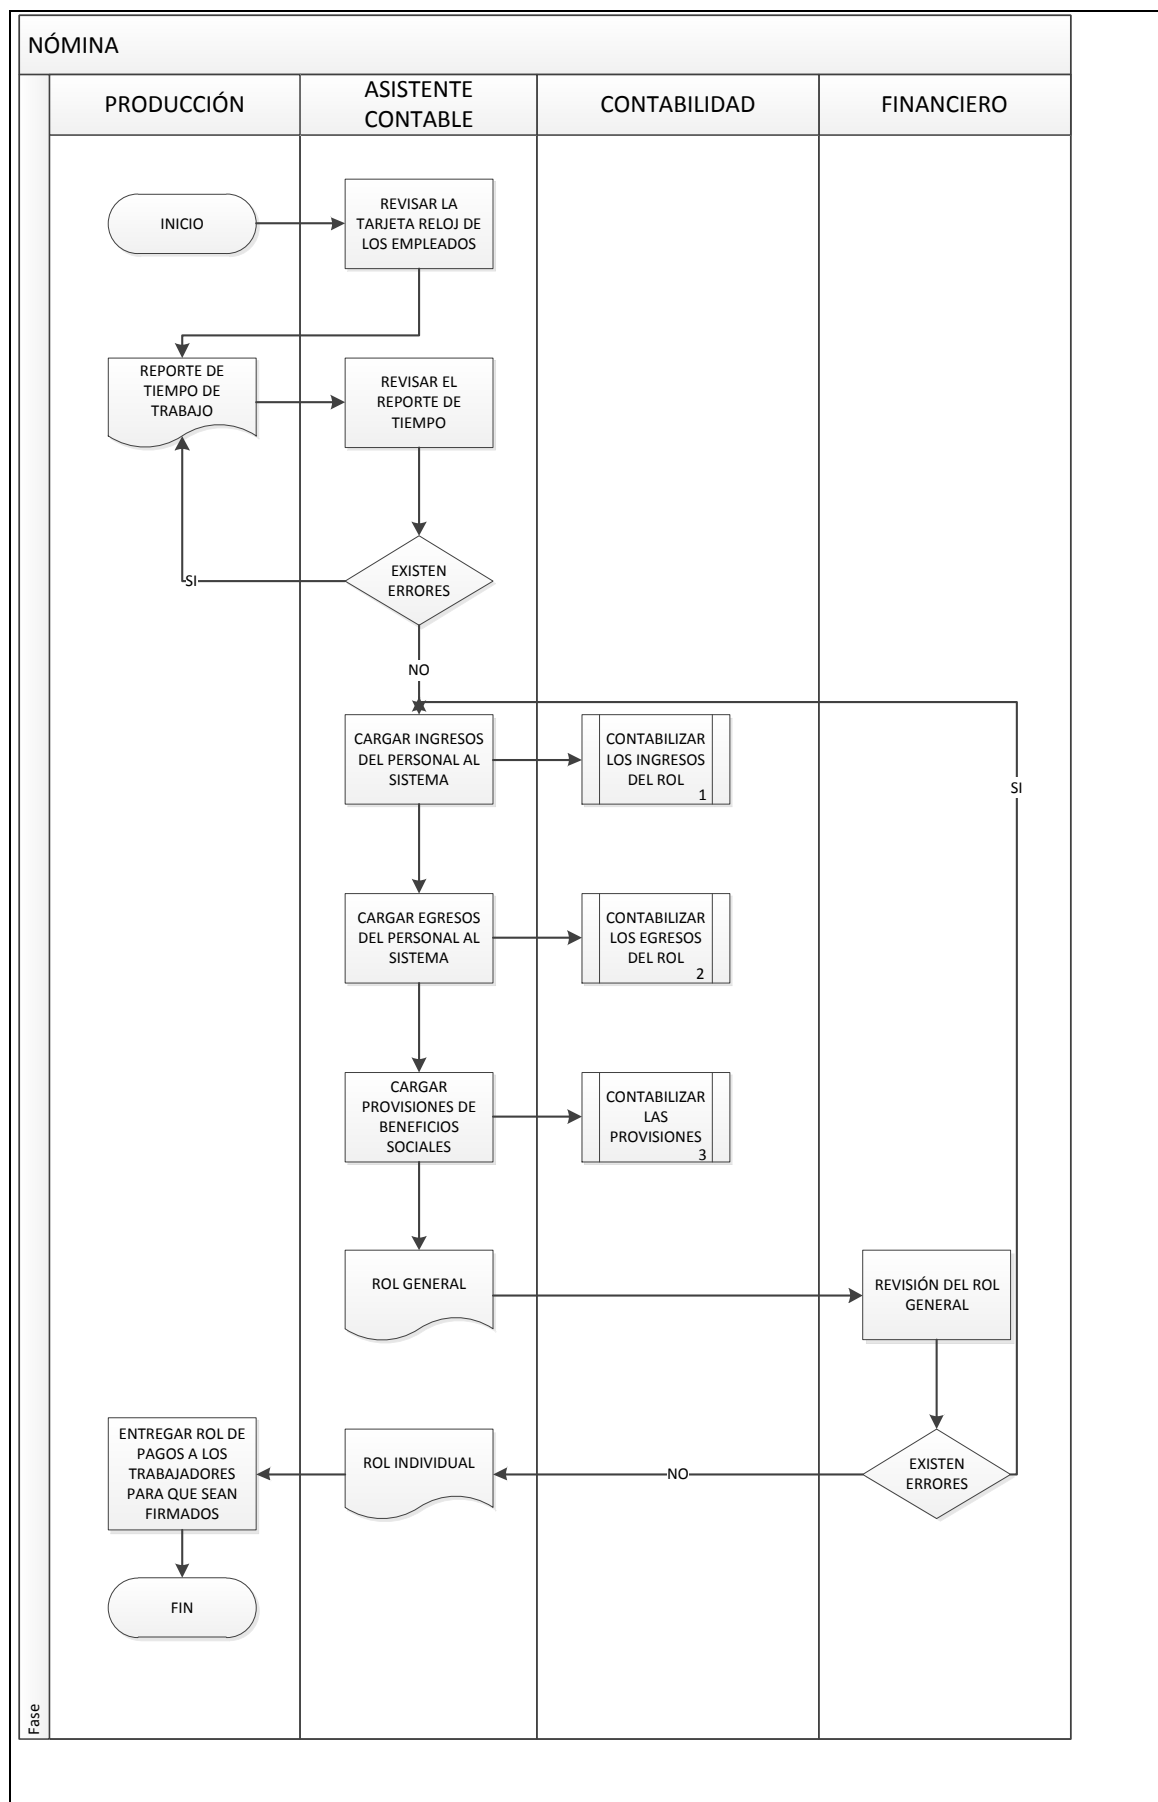 NÓMINA
PRODUCCIÓN
ASISTENTE
CONTABLE
CONTABILIDAD
FINANCIERO
INICIO
REVISAR LA
TARJETA RELOJ DE
LOS EMPLEADOS
REPORTE DE
TIEMPO DE
TRABAJO
REVISAR EL
REPORTE DE
TIEMPO
EXISTEN
ERRORES
SI
NO
CARGAR INGRESOS
DEL PERSONAL AL
SISTEMA
CONTABILIZAR
LOS INGRESOS
DEL ROL
1
SI
CARGAR EGRESOS
DEL PERSONAL AL
SISTEMA
CONTABILIZAR
LOS EGRESOS
DEL ROL
2
CARGAR
PROVISIONES DE
BENEFICIOS
SOCIALES
CONTABILIZAR
LAS
PROVISIONES
3
ROL GENERAL
REVISIÓN DEL ROL
GENERAL
EXISTEN
ERRORES
NO
ROL INDIVIDUAL
ENTREGAR ROL DE
PAGOS A LOS
TRABAJADORES
PARA QUE SEAN
FIRMADOS
FIN
Fase